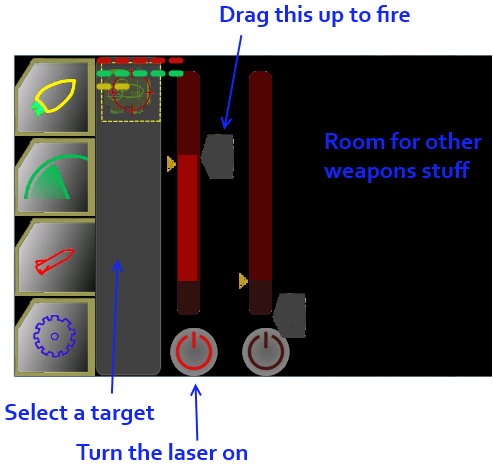 Drag this up to fire
Room for other
weapons stuff
Select a target
Turn the laser on